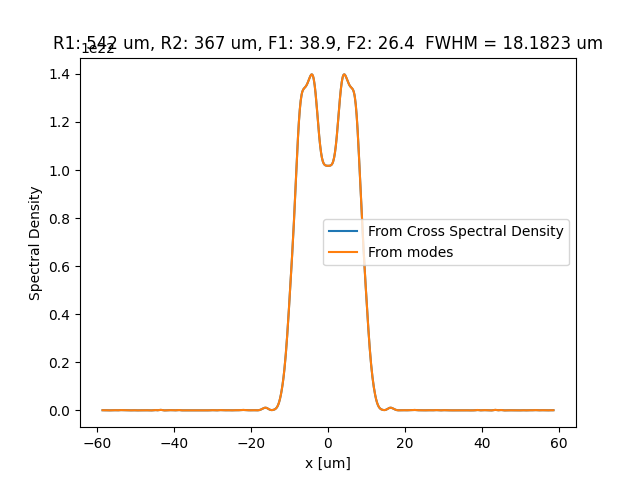 R1: 542 um, R2: 367 um, F1: 38.9, F2: 26.4  FWHM = 18.1823 um
1e22
1.4
1.2
1.0
0.8
0.6
0.4
0.2
0.0
Spectral Density
From Cross Spectral Density
From modes
−60
−40
−20
0
20
40
60
x [um]